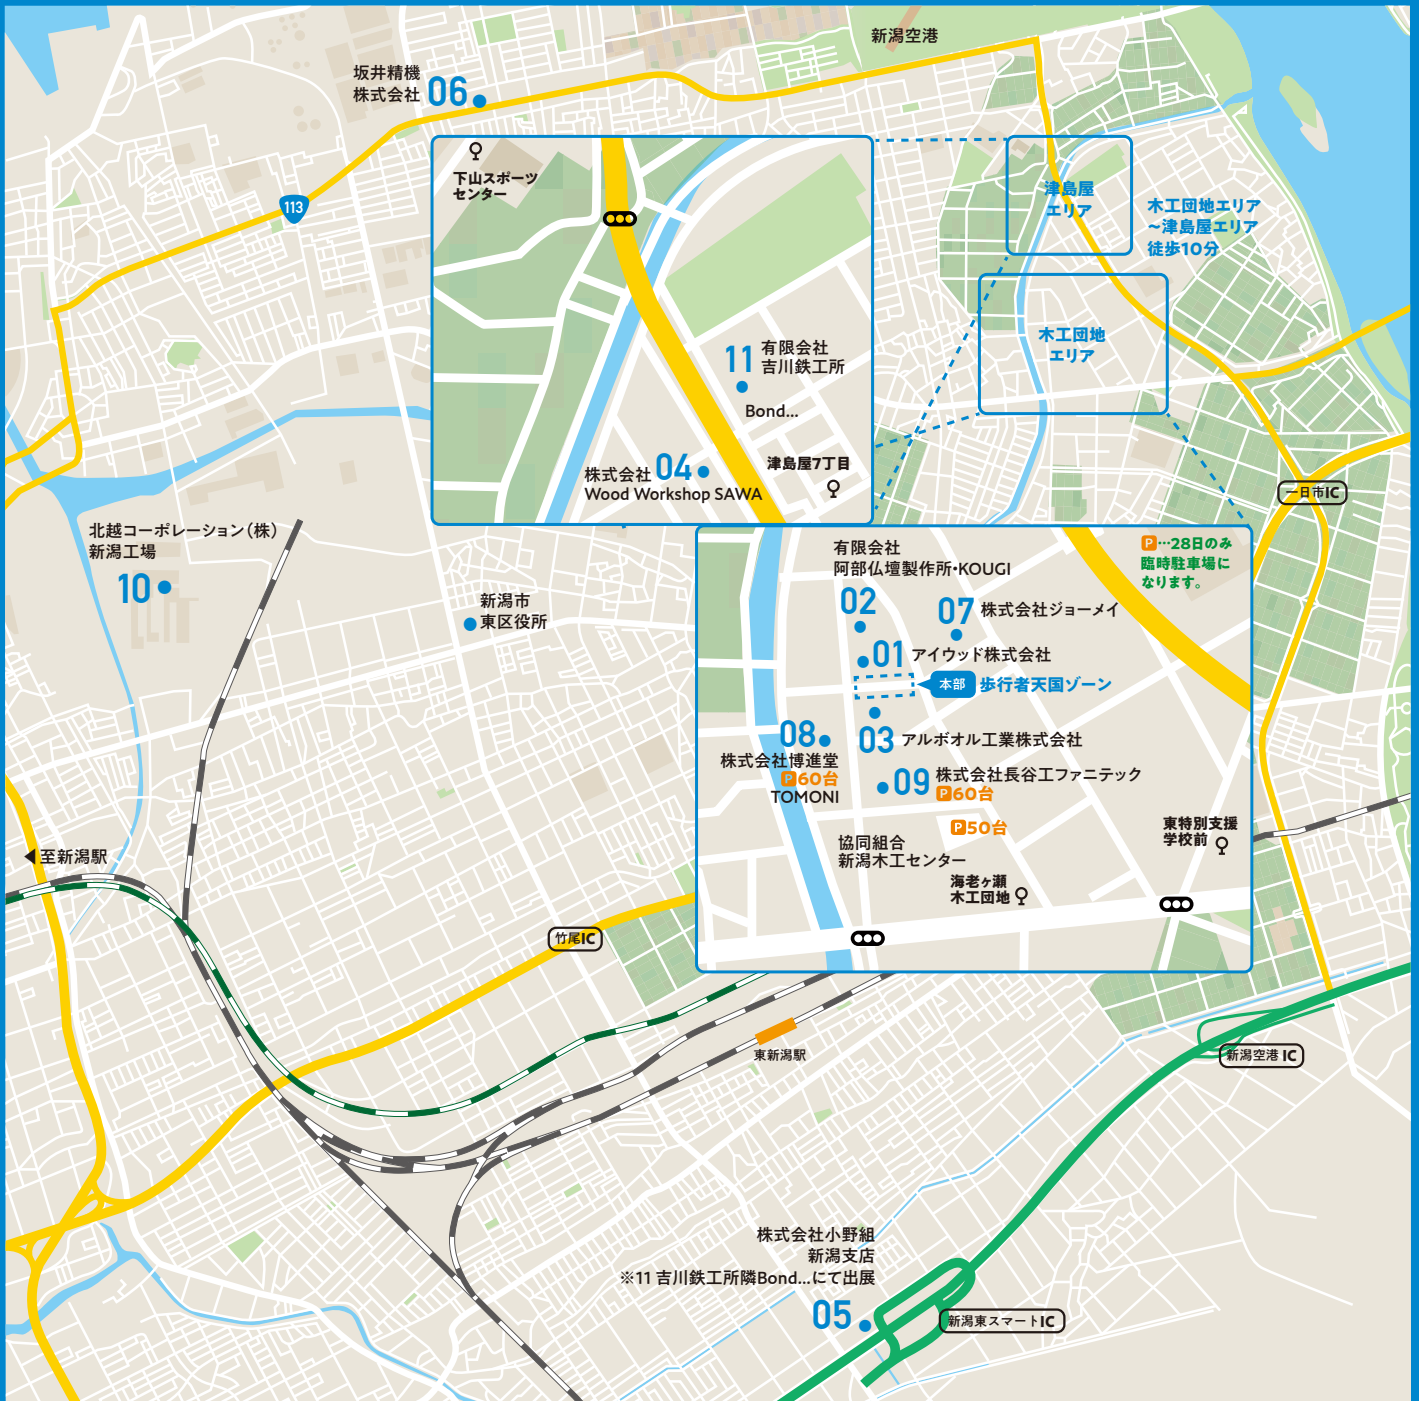 新潟空港
坂井精機
株式会社
06
113
下山スポーツ
センター
11
有限会社
吉川鉄工所
Bond...
株式会社
04
Wood Workshop SAWA
津島屋7丁目
津島屋
エリア
木工団地エリア
～津島屋エリア
徒歩10分
木工団地
エリア
一日市IC
北越コーポレーション(株)
新潟工場
10
新潟市
東区役所
有限会社
阿部仏壇製作所・KOUGI
02
07
株式会社ジョーメイ
P…28日のみ
臨時駐車場に
なります。
01
アイウッド株式会社
本部
歩行者天国ゾーン
08
株式会社博進堂
P60台
TOMONI
03
アルボオル工業株式会社
09
株式会社長谷工ファニテック
P60台
P50台
協同組合
新潟木工センター
海老ヶ瀬
木工団地
東特別支援
学校前
至新潟駅
竹尾IC
東新潟駅
新潟空港 IC
株式会社小野組
新潟支店
※11 吉川鉄工所隣Bond...にて出展
05
新潟東スマートIC